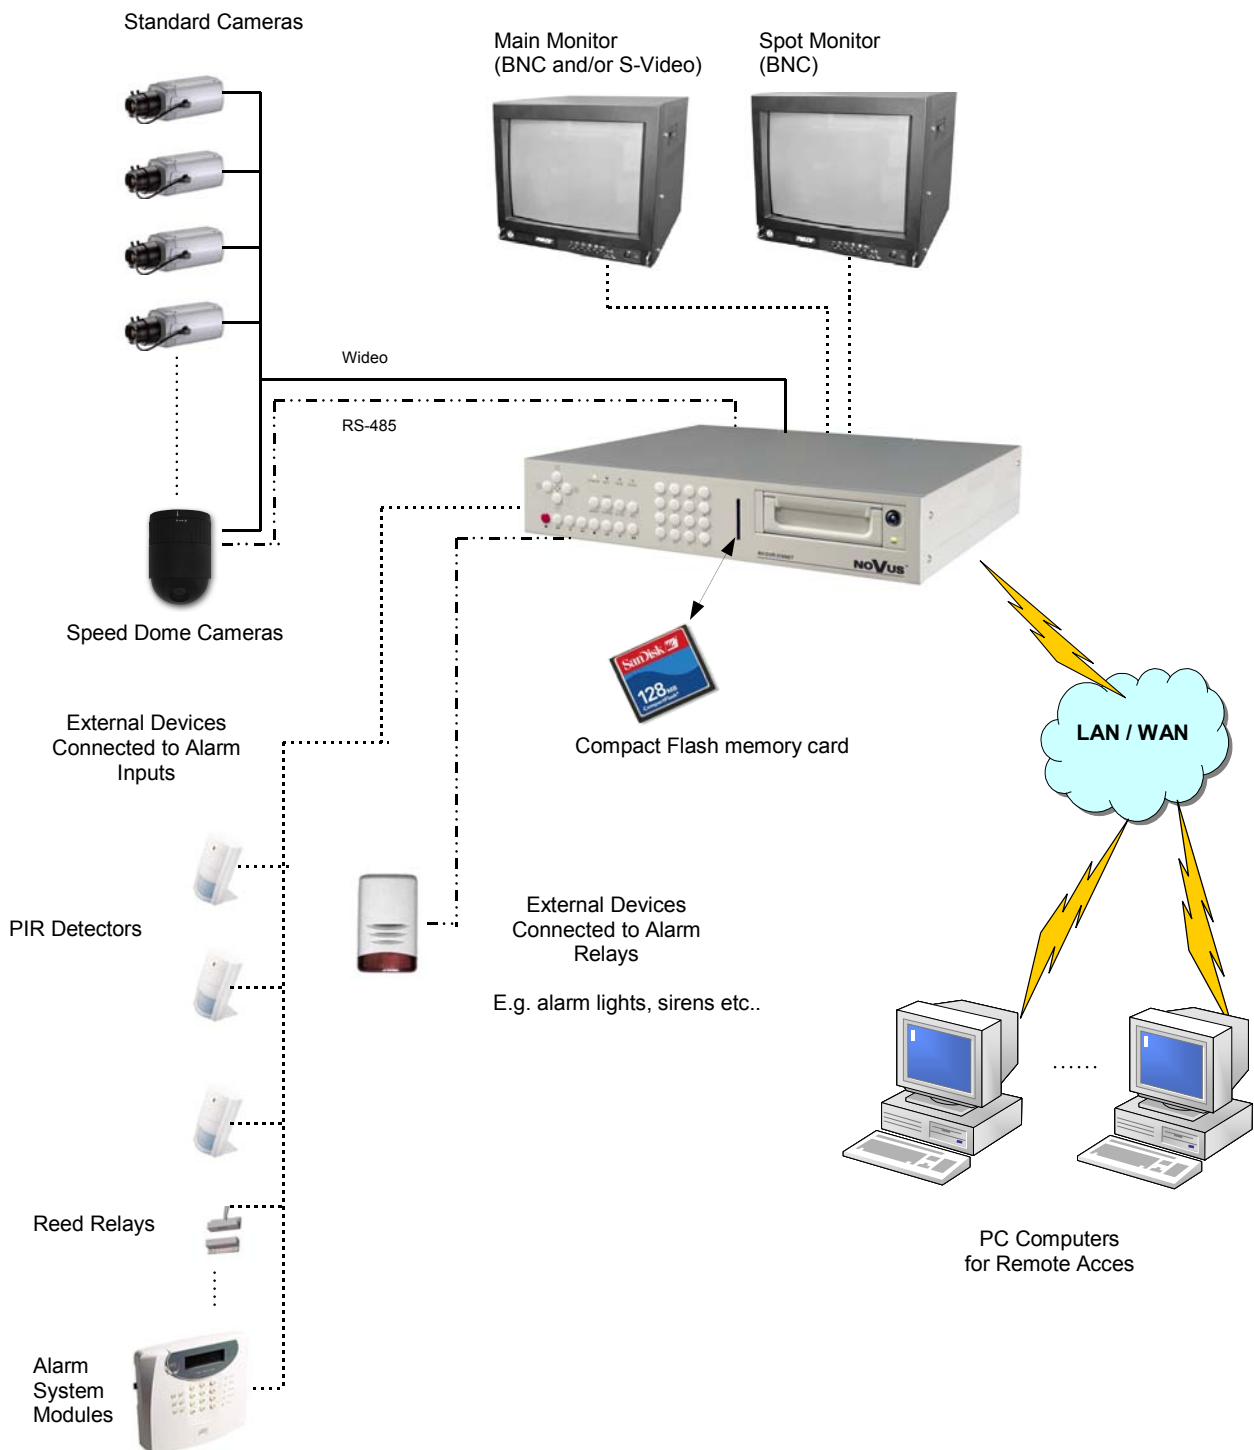 Standard Cameras
Main Monitor
(BNC and/or S-Video)
Spot Monitor
(BNC)
Wideo
RS-485
NOVUS
Speed Dome Cameras
SanDisk
128MB
CompactFlash
Compact Flash memory card
External Devices
Connected to Alarm
Inputs
LAN / WAN
PIR Detectors
External Devices
Connected to Alarm
Relays
E.g. alarm lights, sirens etc..
Reed Relays
PC Computers
for Remote Acces
Alarm
System
Modules